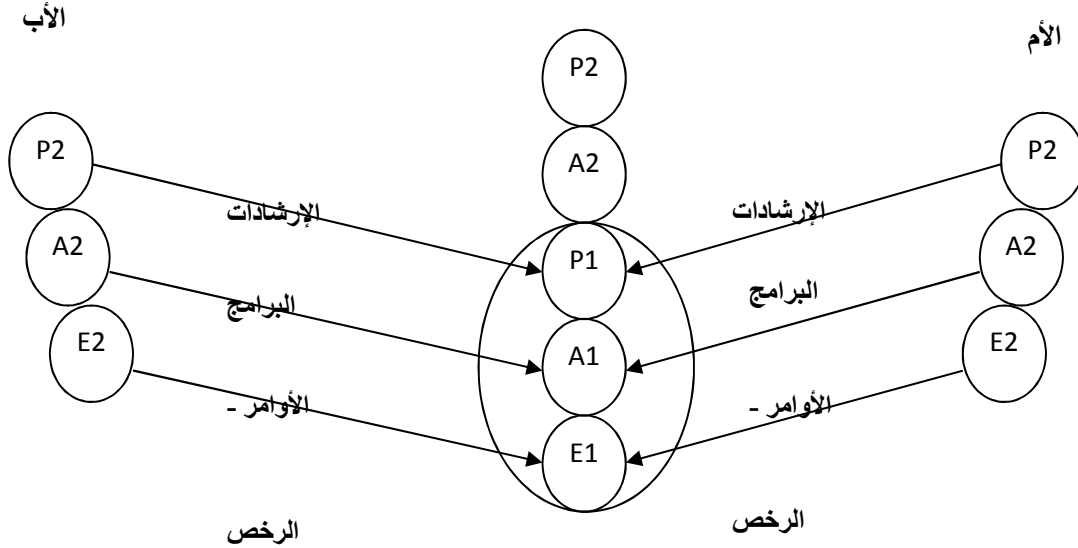 الأب
الأم
P2
P2
P2
A2
الإرشادات
الإرشادات
A2
A2
P1
البرامج
البرامج
E2
E2
A1
الأوامر -
الأوامر -
E1
الرخص
الرخص